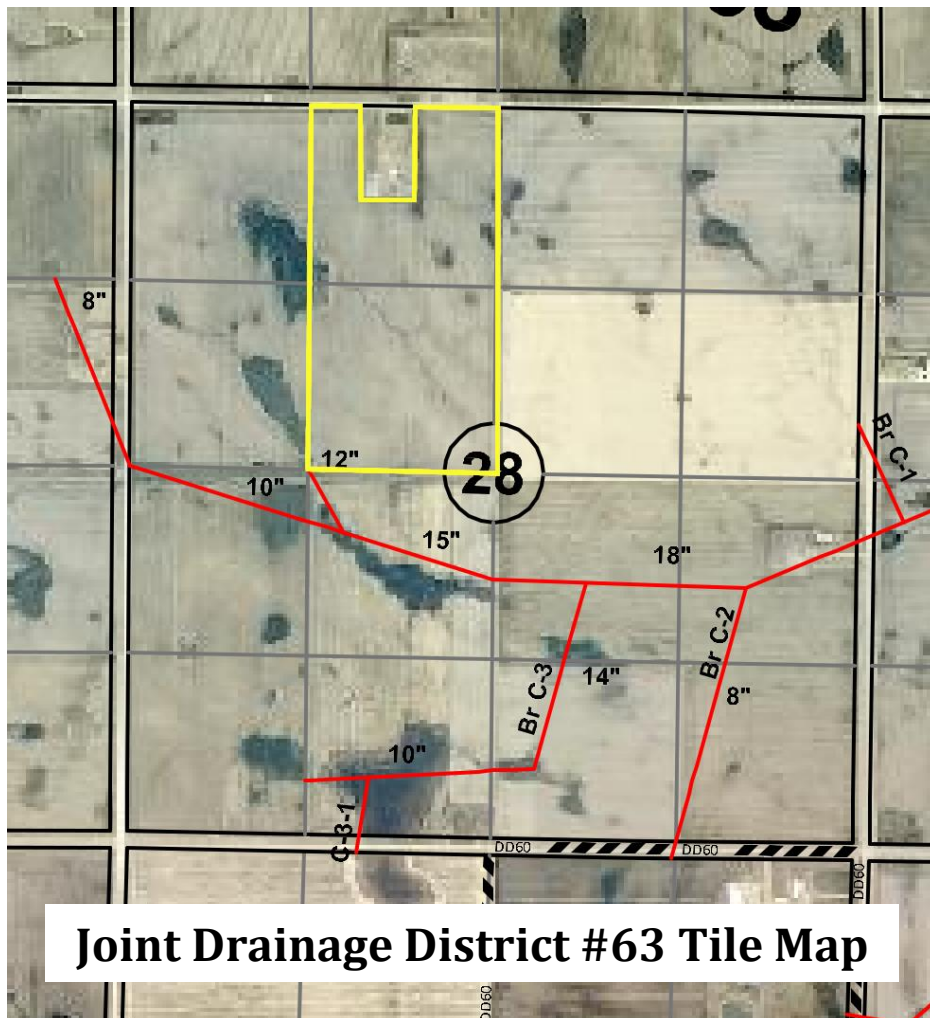 8"
Br C-1
12"
28
10"
15"
18"
Br C-2
Br C-3
14"
8"
10"
C-3-1
DD60
DD60
DD60
Joint Drainage District #63 Tile Map
DD60